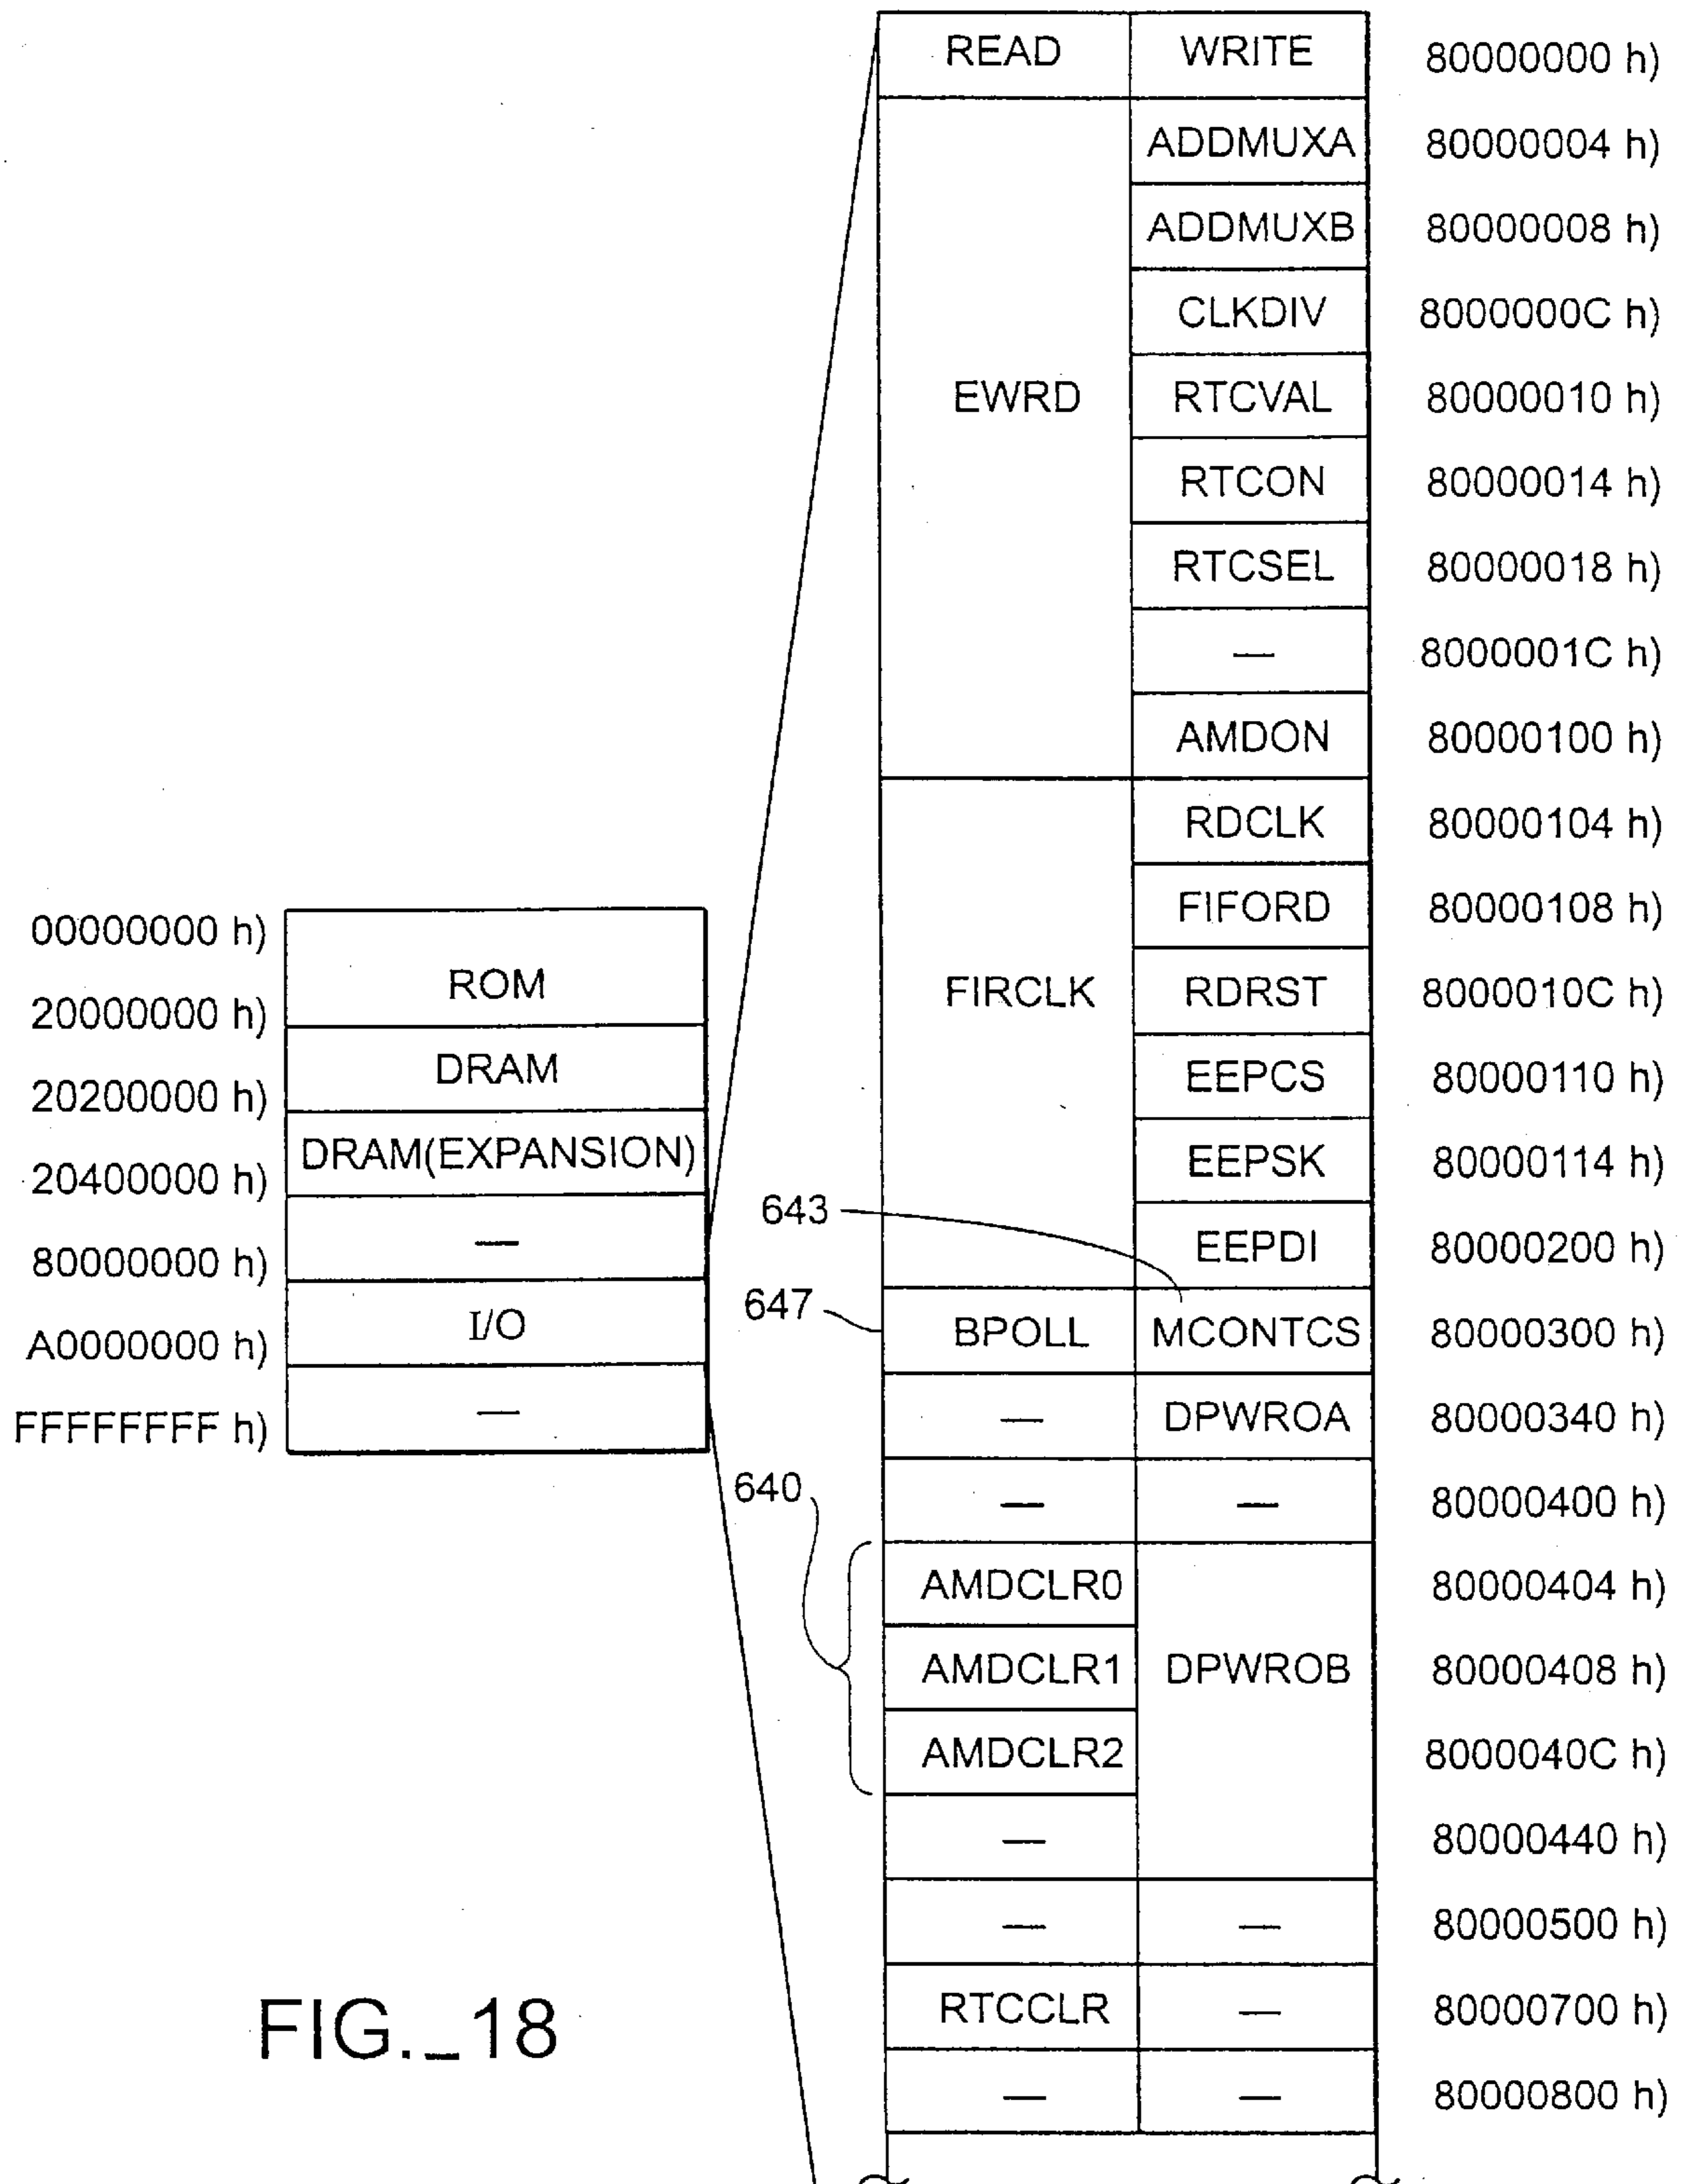 READ WRITE 80000000 h)
ADDMUXA 80000004 h)
ADDMUXB 80000008 h)
CLKDIV 8000000C h)
EWRD RTCVAL 80000010 h)
RTCON 80000014 h)
RTCSEL 80000018 h)
— 8000001C h)
AMDON 80000100 h)
RDCLK 80000104 h)
FIFORD 80000108 h)
FIRCLK RDRST 8000010C h)
EEPCS 80000110 h)
EEPSK 80000114 h)
EEPDI 80000200 h)
643
647 BPOLL MCONTCS 80000300 h)
— DPWROA 80000340 h)
— — 80000400 h)
640
AMDCLR0 80000404 h)
AMDCLR1 DPWROB 80000408 h)
AMDCLR2 8000040C h)
— 80000440 h)
— — 80000500 h)
RTCCLR — 80000700 h)
— — 80000800 h)
00000000 h)
ROM
20000000 h)
DRAM
20200000 h)
DRAM(EXPANSION)
20400000 h)
—
80000000 h)
I/O
A0000000 h)
—
FFFFFFFF h)
FIG._18